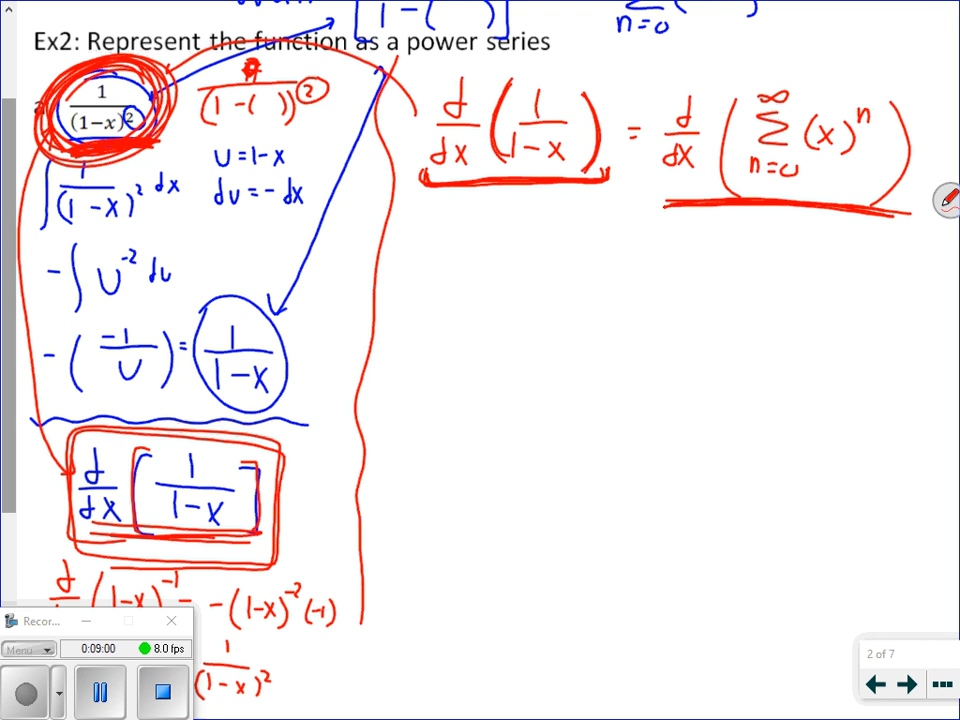 [1 - ( )]
n=0
Ex2: Represent the function as a power series
a
1/(1-x)²
1/(1-( ))²
d/dx (1/(1-x)) = d/dx (∑_{n=0}^{∞} (x)^n)
∫ 1/(1-x)² dx
u = 1-x
du = - dx
- ∫ u^{-2} du
- (-1/u) = 1/(1-x)
d/dx [1/(1-x)]
d/ (1-x)^{-1} = -(1-x)^{-2} (-1)
1/(1-x)²
Recor...
Menu
0:09:00
8.0 fps
2 of 7